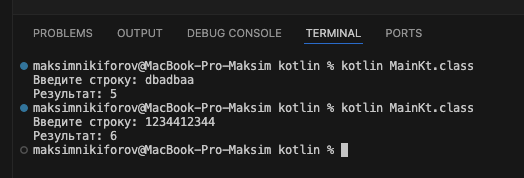 PROBLEMS OUTPUT DEBUG CONSOLE TERMINAL PORTS
maksimnikiforov@MacBook-Pro-Maksim kotlin % kotlin MainKt.class
Введите строку: dbadbaa
Результат: 5
maksimnikiforov@MacBook-Pro-Maksim kotlin % kotlin MainKt.class
Введите строку: 1234412344
Результат: 6
maksimnikiforov@MacBook-Pro-Maksim kotlin %